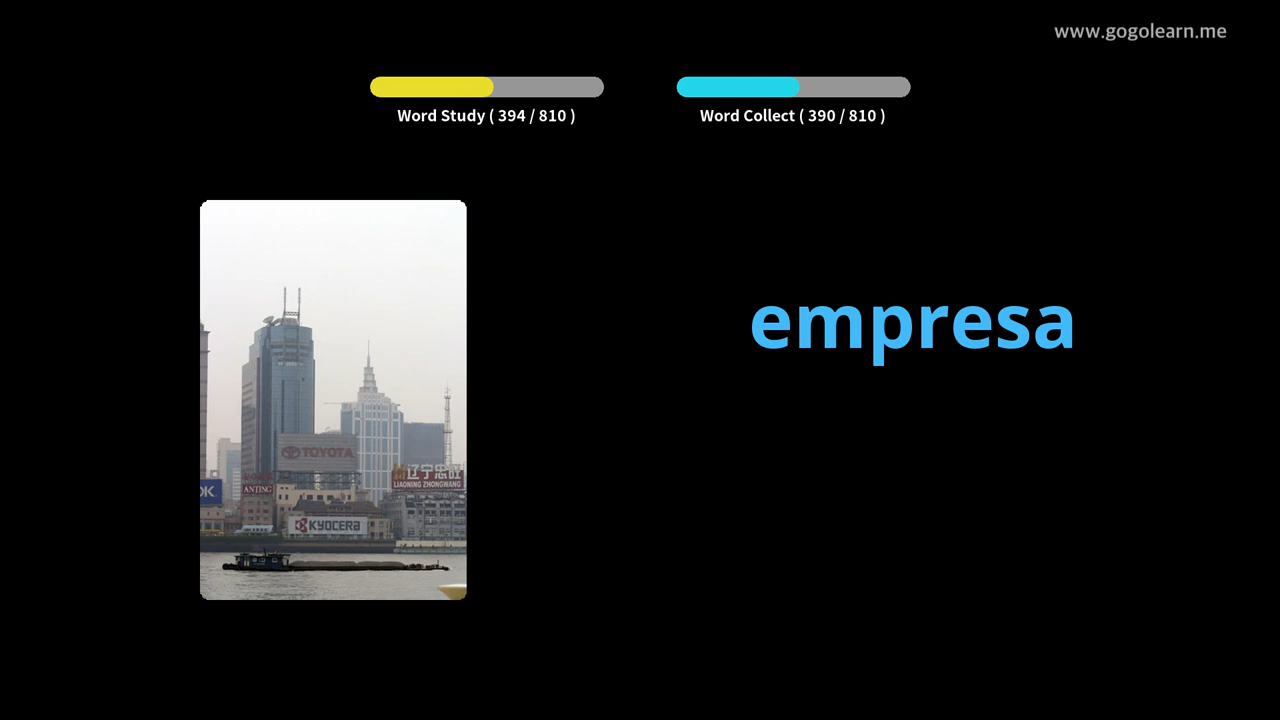 www.gogolearn.me
Word Study ( 394 / 810 )
Word Collect ( 390 / 810 )
empresa
TOYOTA
辽宁忠旺
LIAONING ZHONGWANG
ANTING
KYOCERA